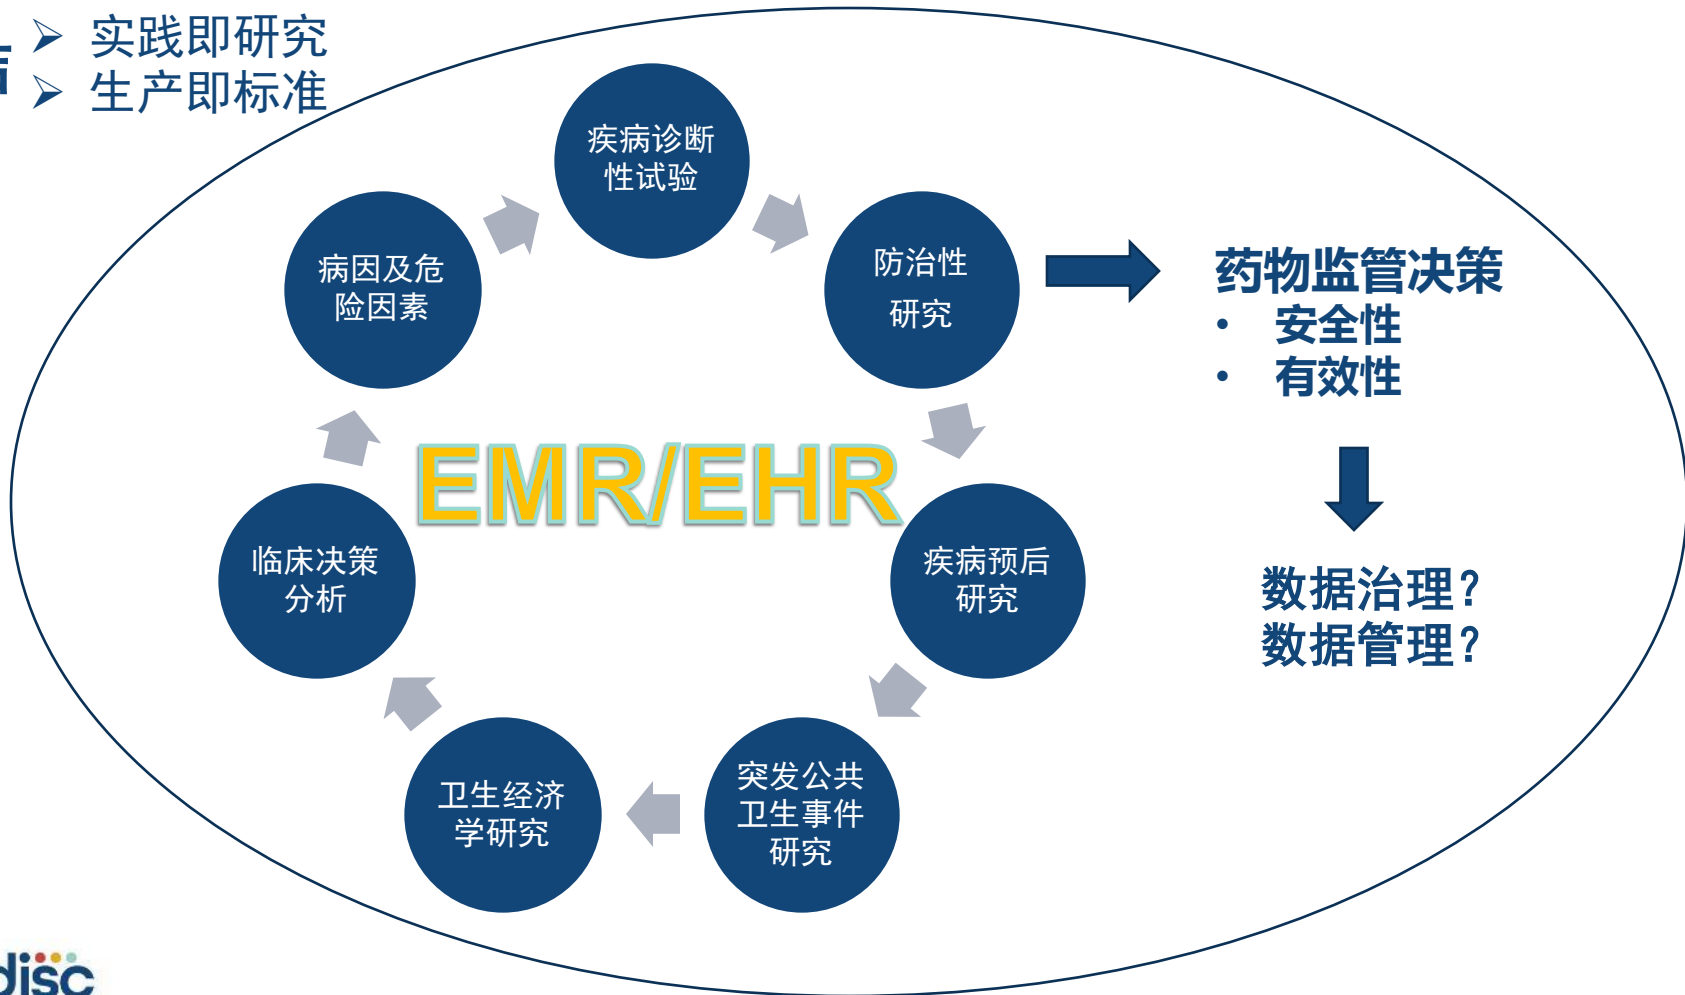 实践即研究
生产即标准
疾病诊断
性试验
防治性
研究
病因及危
险因素
药物监管决策
安全性
有效性
EMR/EHR
临床决策
分析
疾病预后
研究
数据治理?
数据管理?
卫生经济
学研究
突发公共
卫生事件
研究
disc